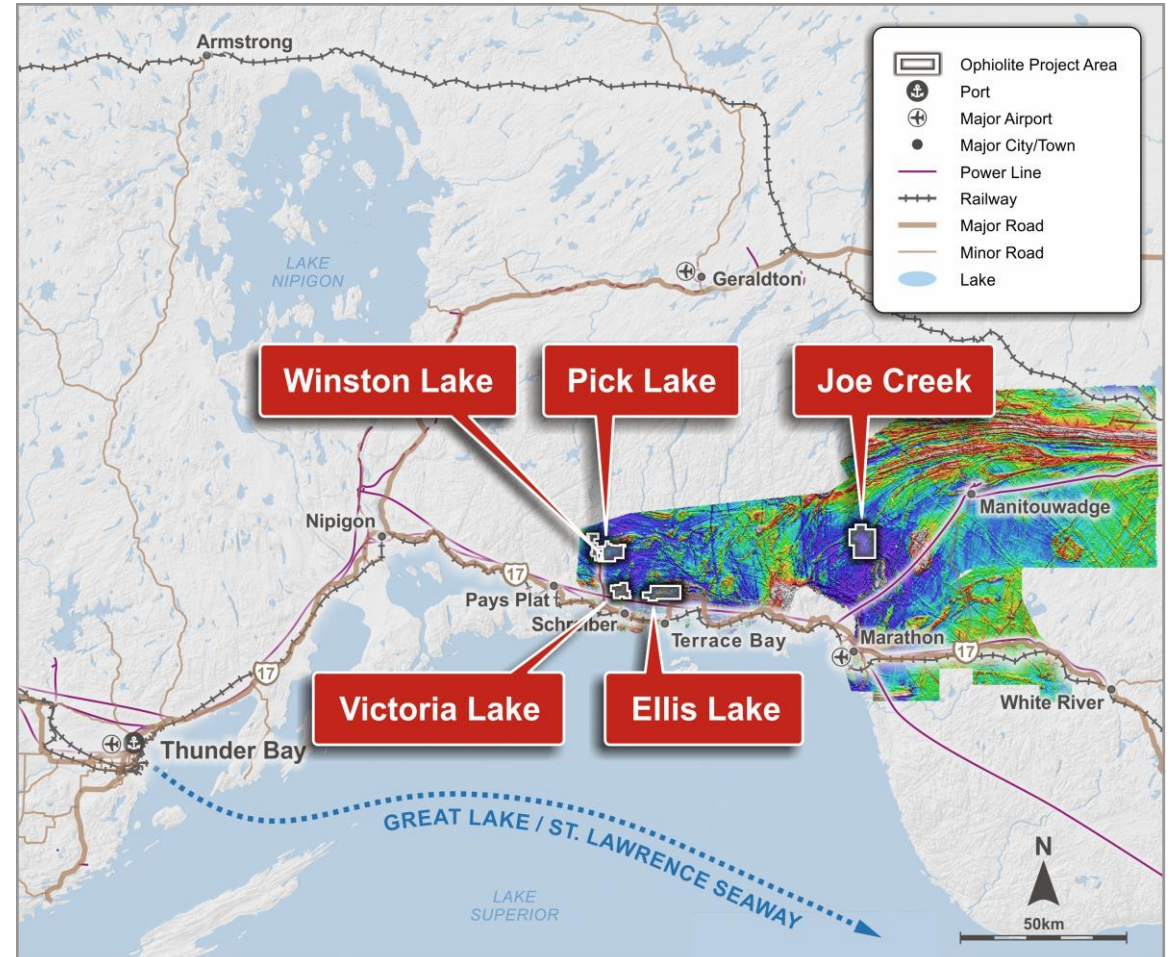 Armstrong
Ophiolite Project Area
Port
Major Airport
Major City/Town
Power Line
Railway
Major Road
Minor Road
Lake
LAKE
NIPIGON
Geraldton
Winston Lake
Pick Lake
Joe Creek
Manitouwadge
Nipigon
17
Pays Plat
Schreiber
Terrace Bay
Marathon
17
White River
17
Victoria Lake
Ellis Lake
Thunder Bay
GREAT LAKE / ST. LAWRENCE SEAWAY
LAKE
SUPERIOR
N
50km